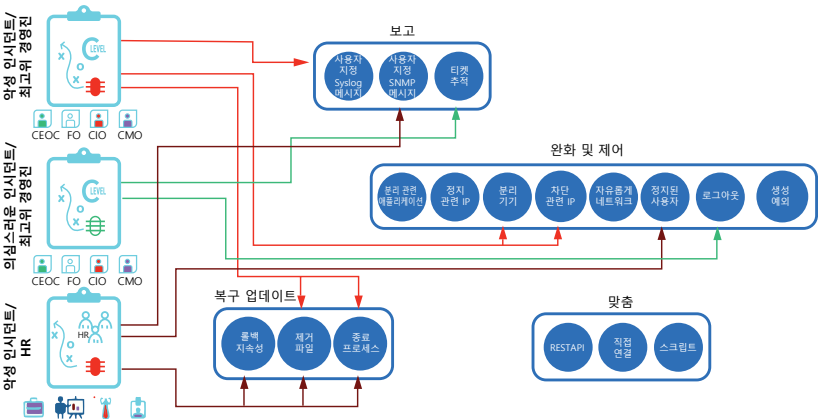 악성 인시던트/
최고위 경영진
C LEVEL
x
o
x
CEOC FO CIO CMO
의심스러운 인시던트/
최고위 경영진
C LEVEL
x
o
x
CEOC FO CIO CMO
악성 인시던트/
HR
HR
x
o
x
보고
사용자
지정
Syslog
메시지
사용자
지정
SNMP
메시지
티켓
추적
완화 및 제어
분리 관련
애플리케이션
정지
관련 IP
분리
기기
차단
관련 IP
자유롭게
네트워크
정지된
사용자
로그아웃
생성
예외
복구 업데이트
롤백
지속성
제거
파일
종료
프로세스
맞춤
RESTAPI
직접
연결
스크립트